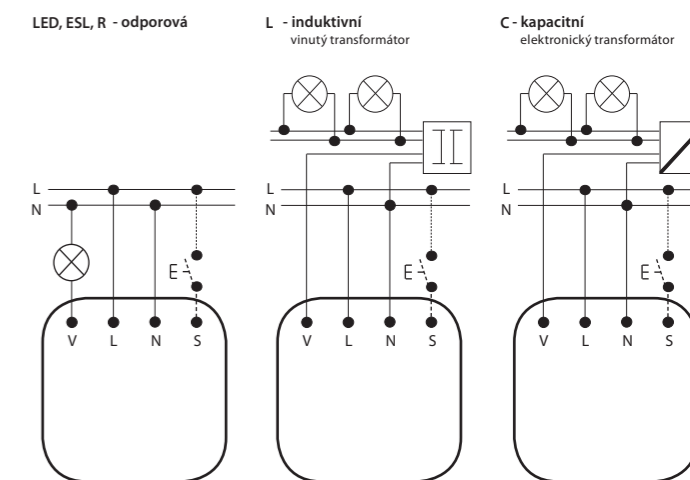 LED, ESL, R - odporová
L - induktivní
vinutý transformátor
C - kapacitní
elektronický transformátor
L
N
V L N S
L
N
V L N S
L
N
V L N S